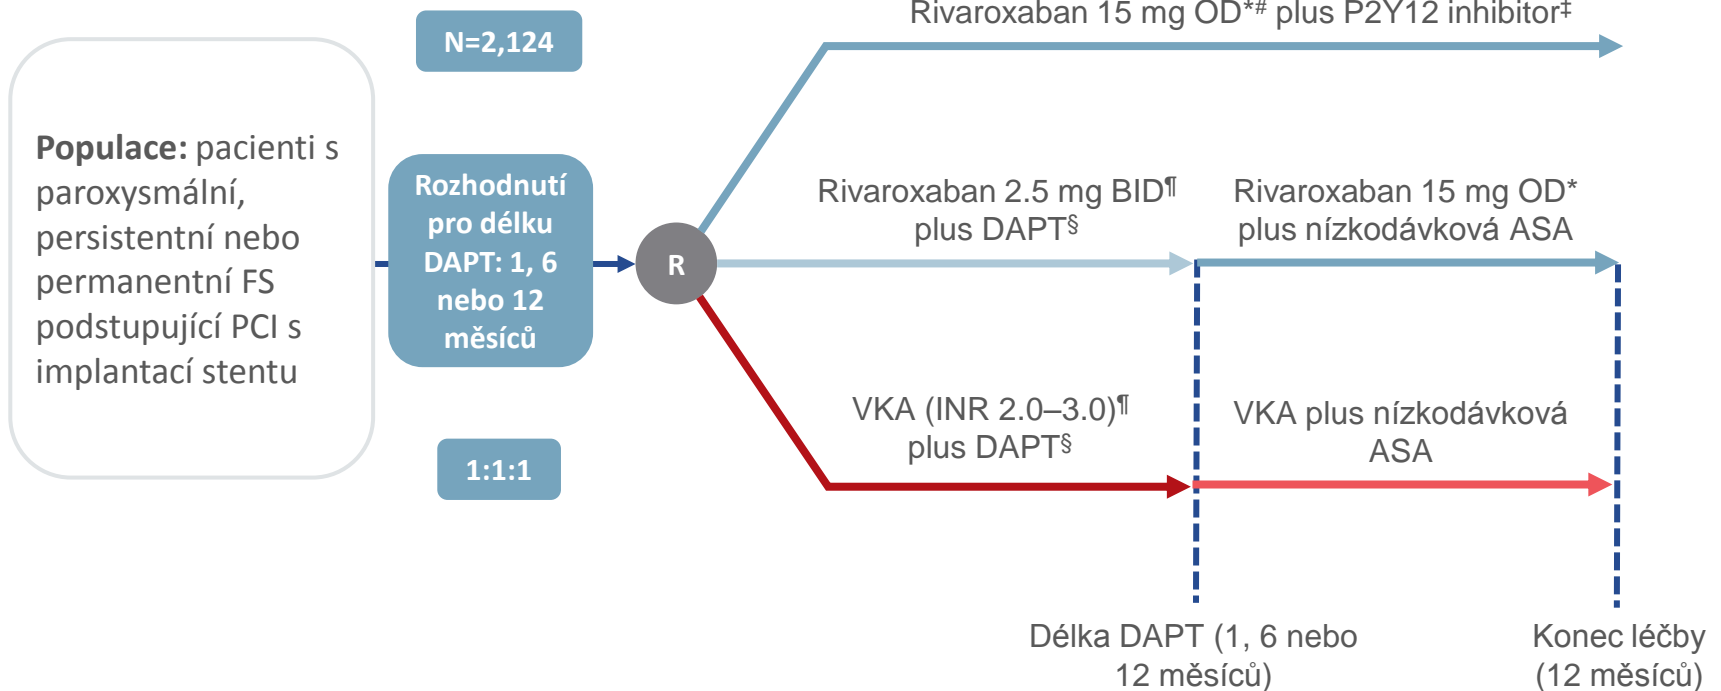 Rivaroxaban 15 mg OD*# plus P2Y12 inhibitor‡
N=2,124
Populace: pacienti s
paroxysmální,
persistentní nebo
permanentní FS
podstupující PCI s
implantací stentu
Rozhodnutí
pro délku
DAPT: 1, 6
nebo 12
měsíců
R
Rivaroxaban 2.5 mg BID¶
plus DAPT§
Rivaroxaban 15 mg OD*
plus nízkodávková ASA
VKA (INR 2.0–3.0)¶
plus DAPT§
VKA plus nízkodávková
ASA
1:1:1
Délka DAPT (1, 6 nebo
12 měsíců)
Konec léčby
(12 měsíců)